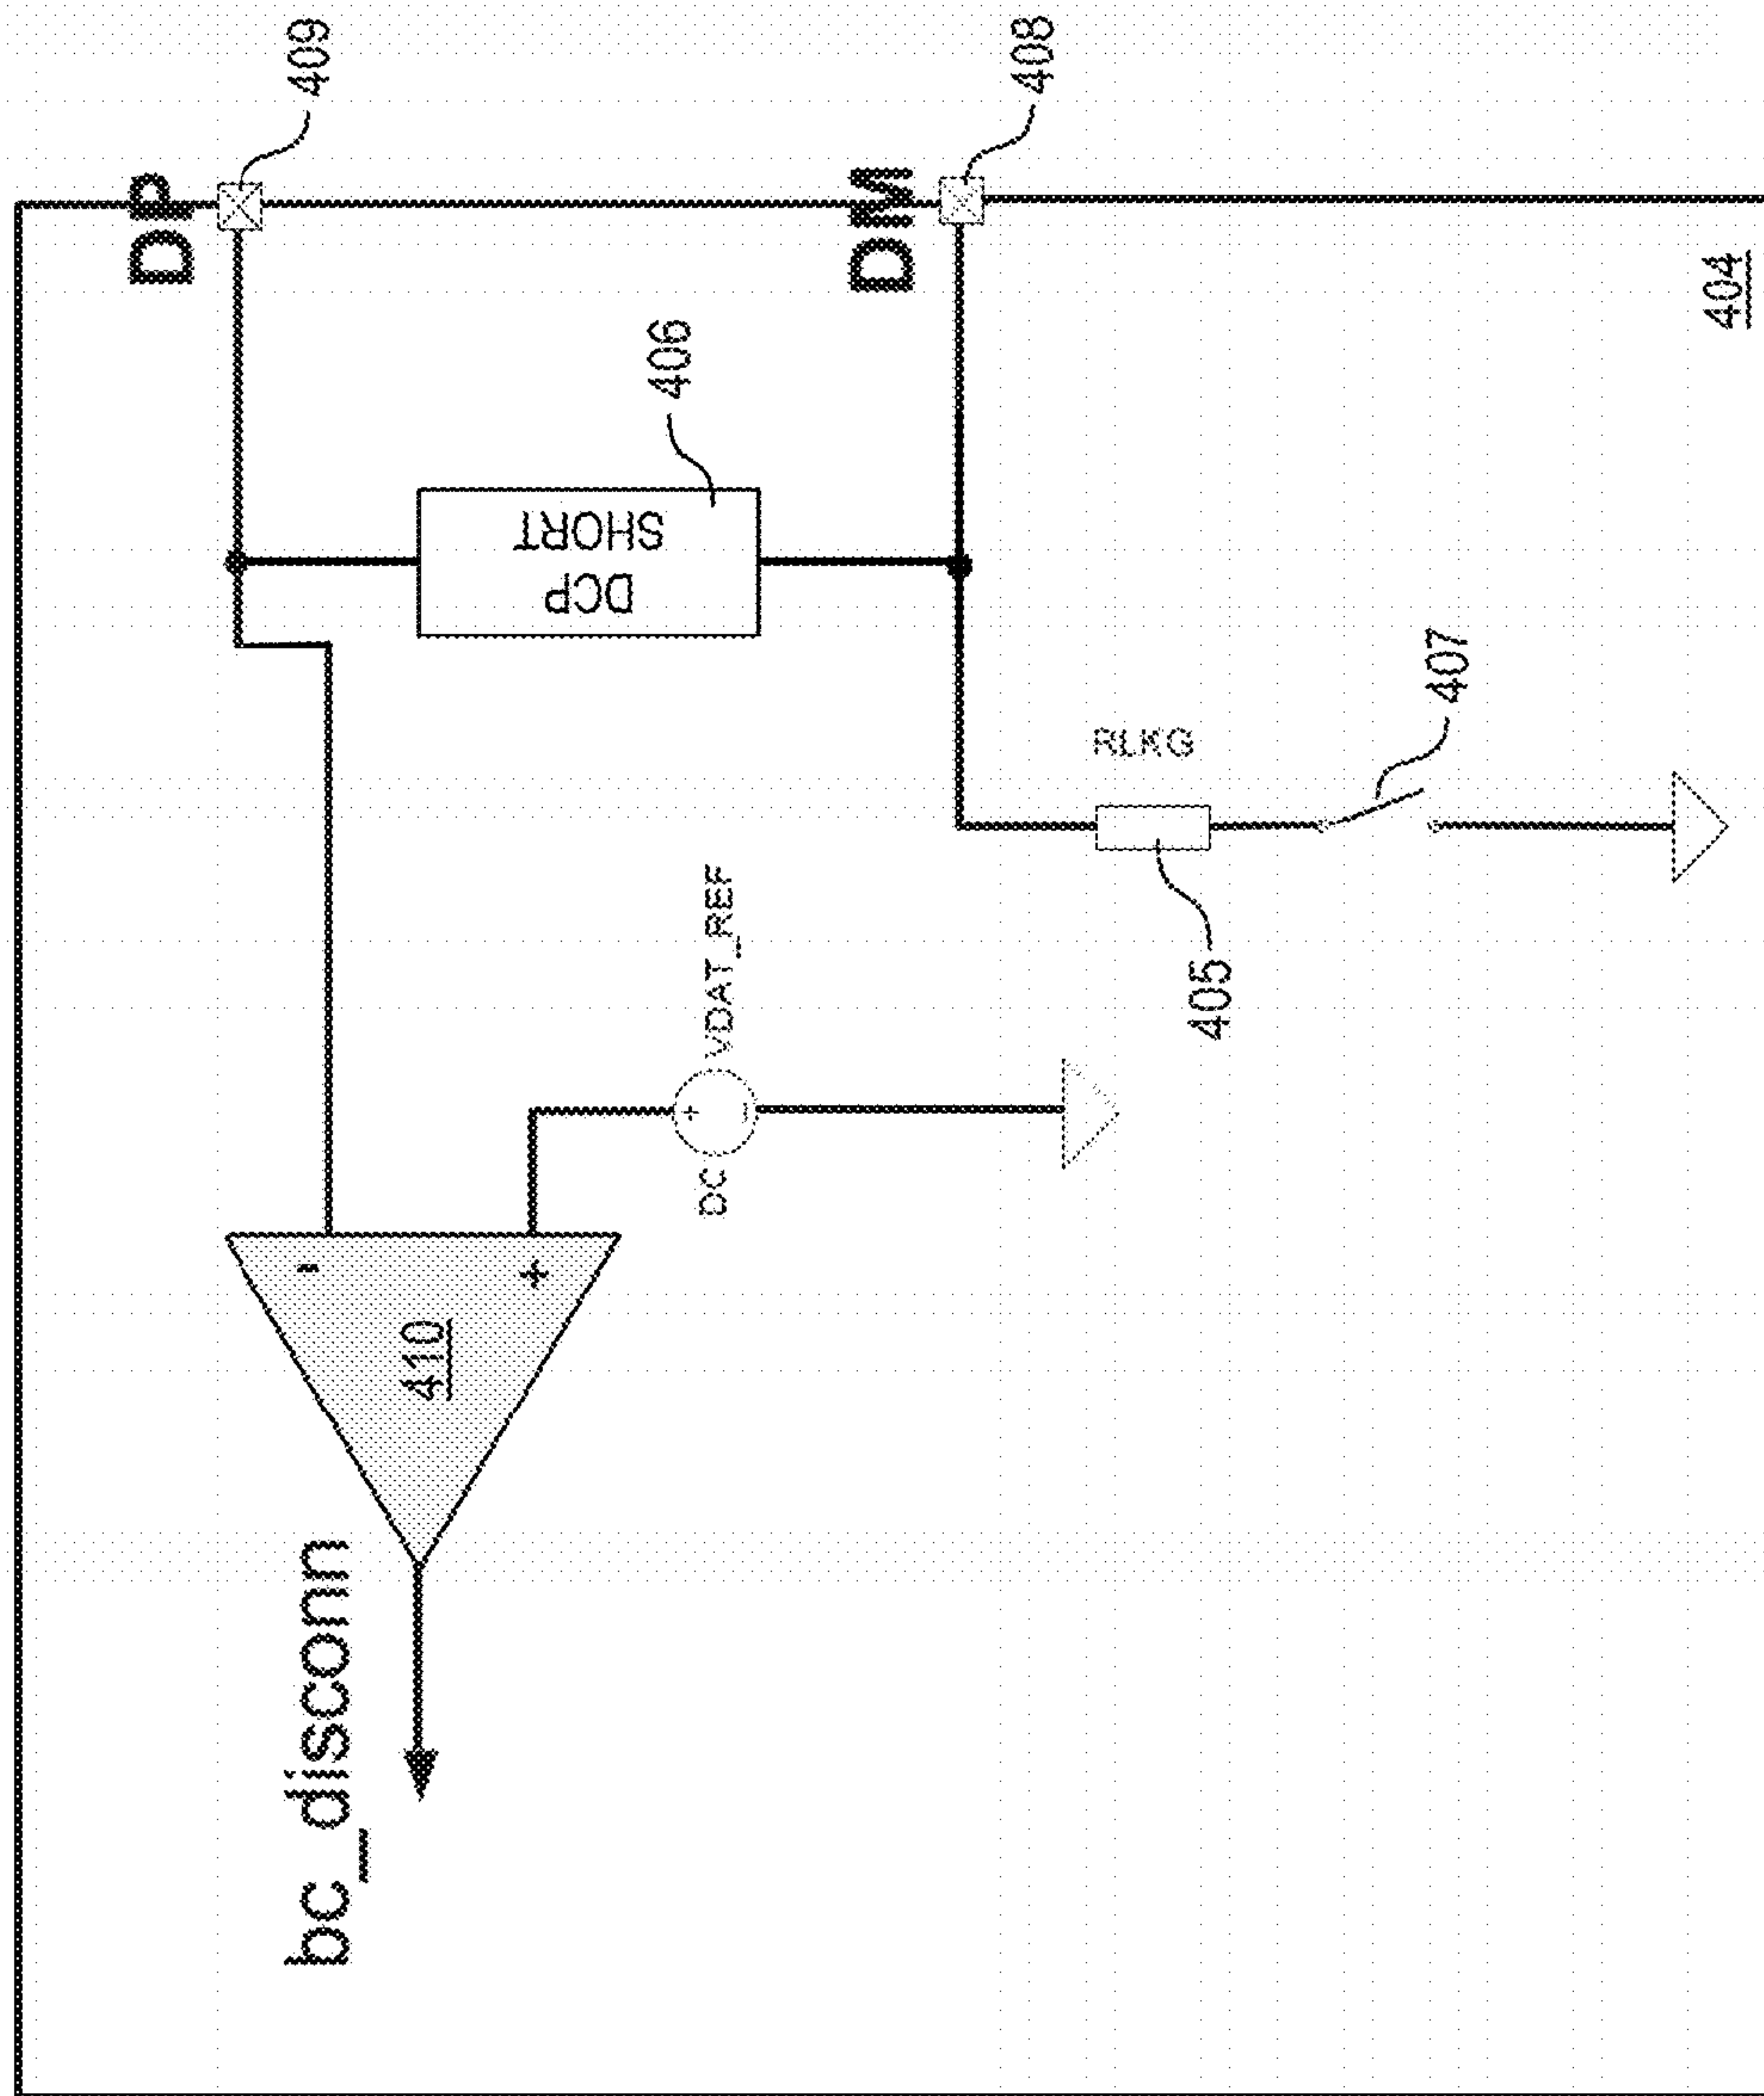 DP
409
bc_disconn
410
-
+
DCP
SHORT
406
DC
+
-
VDAT_REF
DM
408
RLKG
405
407
404